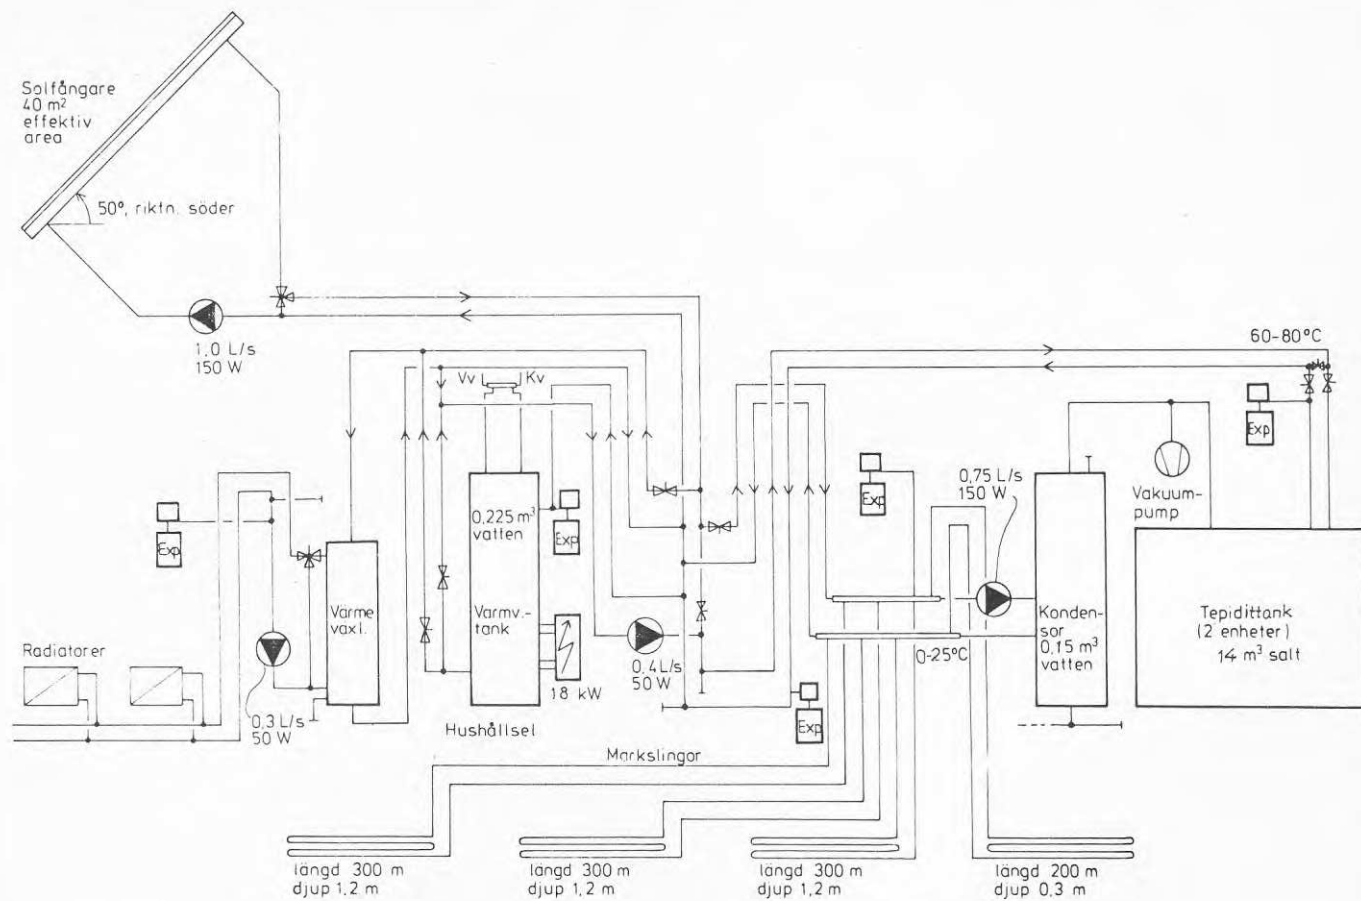 Solfångare
40 m²
effektiv
area
50°, riktn. söder
1,0 L/s
150 W
60-80°C
Vv
Kv
Exp
Exp
0,75 L/s
150 W
Vakuum-
pump
0,225 m³
vatten
Exp
Exp
Värme
växl.
Varmv.-
tank
Konden-
sor
0,15 m³
vatten
Tepidittank
(2 enheter)
14 m³ salt
Radiatorer
0-25°C
0,4 L/s
50 W
18 kW
0,3 L/s
50 W
Hushållsel
Exp
Markslingor
längd 300 m
djup 1,2 m
längd 300 m
djup 1,2 m
längd 300 m
djup 1,2 m
längd 200 m
djup 0,3 m